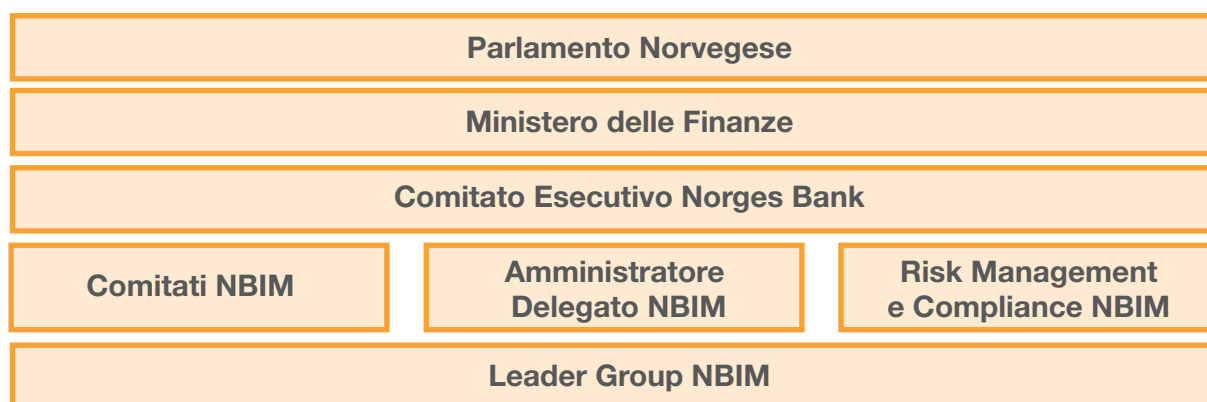 Parlamento Norvegese
Ministero delle Finanze
Comitato Esecutivo Norges Bank
Comitati NBIM
Amministratore
Delegato NBIM
Risk Management
e Compliance NBIM
Leader Group NBIM